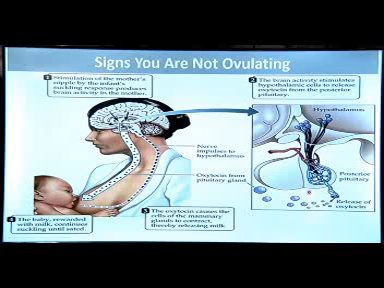 Signs You Are Not Ovulating
1 Stimulation of the mother's
nipple by the infant's
suckling response produces
brain activity in the mother.
2 The brain activity stimulates
hypothalamic cells to release
oxytocin from the posterior
pituitary.
Hypothalamus
Nerve
impulses to
hypothalamus
Oxytocin from
pituitary gland
Posterior
pituitary
Release of
oxytocin
3 The oxytocin causes the
cells of the mammary
glands to contract,
thereby releasing milk
4 The baby, rewarded
with milk, continues
suckling until sated.